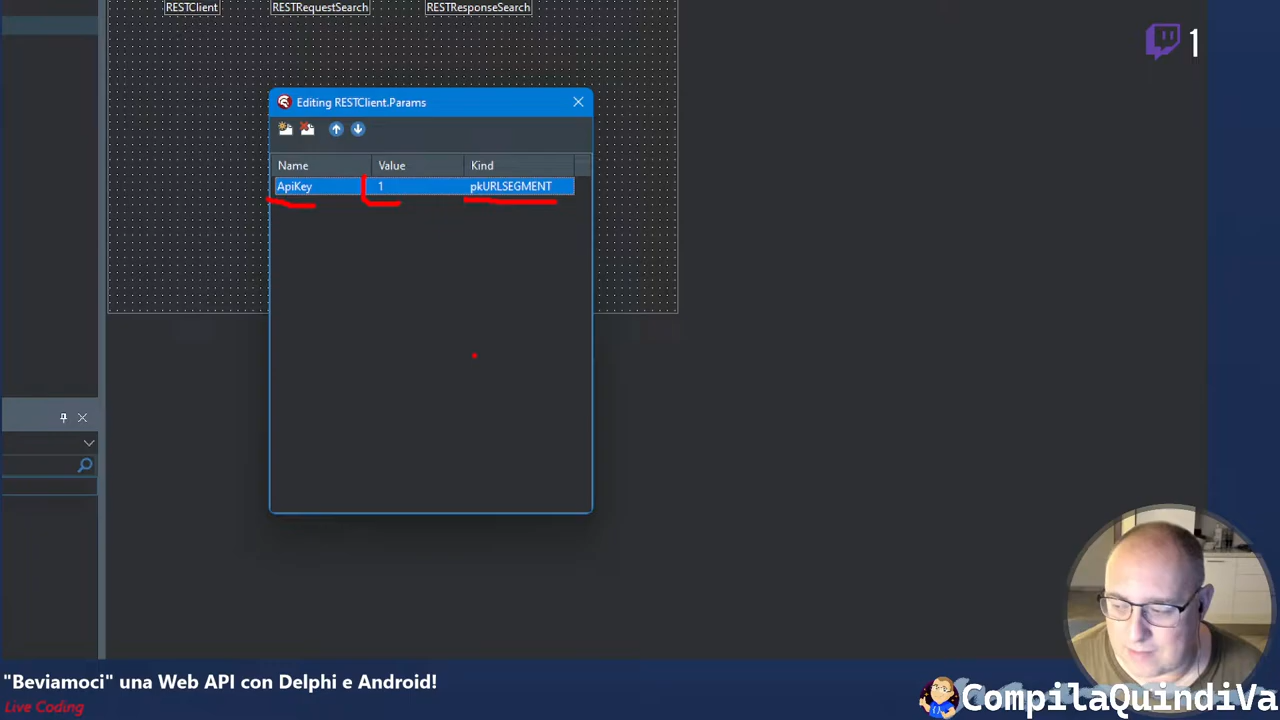 RESTClient RESTRequestSearch RESTResponseSearch
1
Editing RESTClient.Params
Name Value Kind
ApiKey 1 pkURLSEGMENT
"Beviamoci" una Web API con Delphi e Android!
Live Coding
CompilaQuindiVa